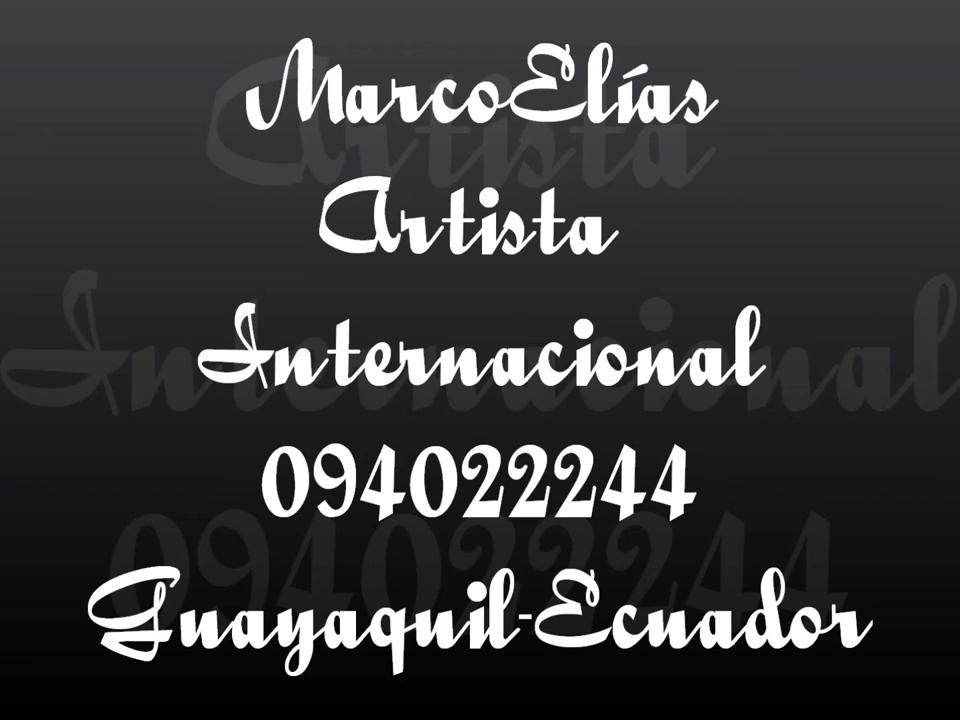 MarcoElías
Artista
Internacional
094022244
Guayaquil-Ecuador